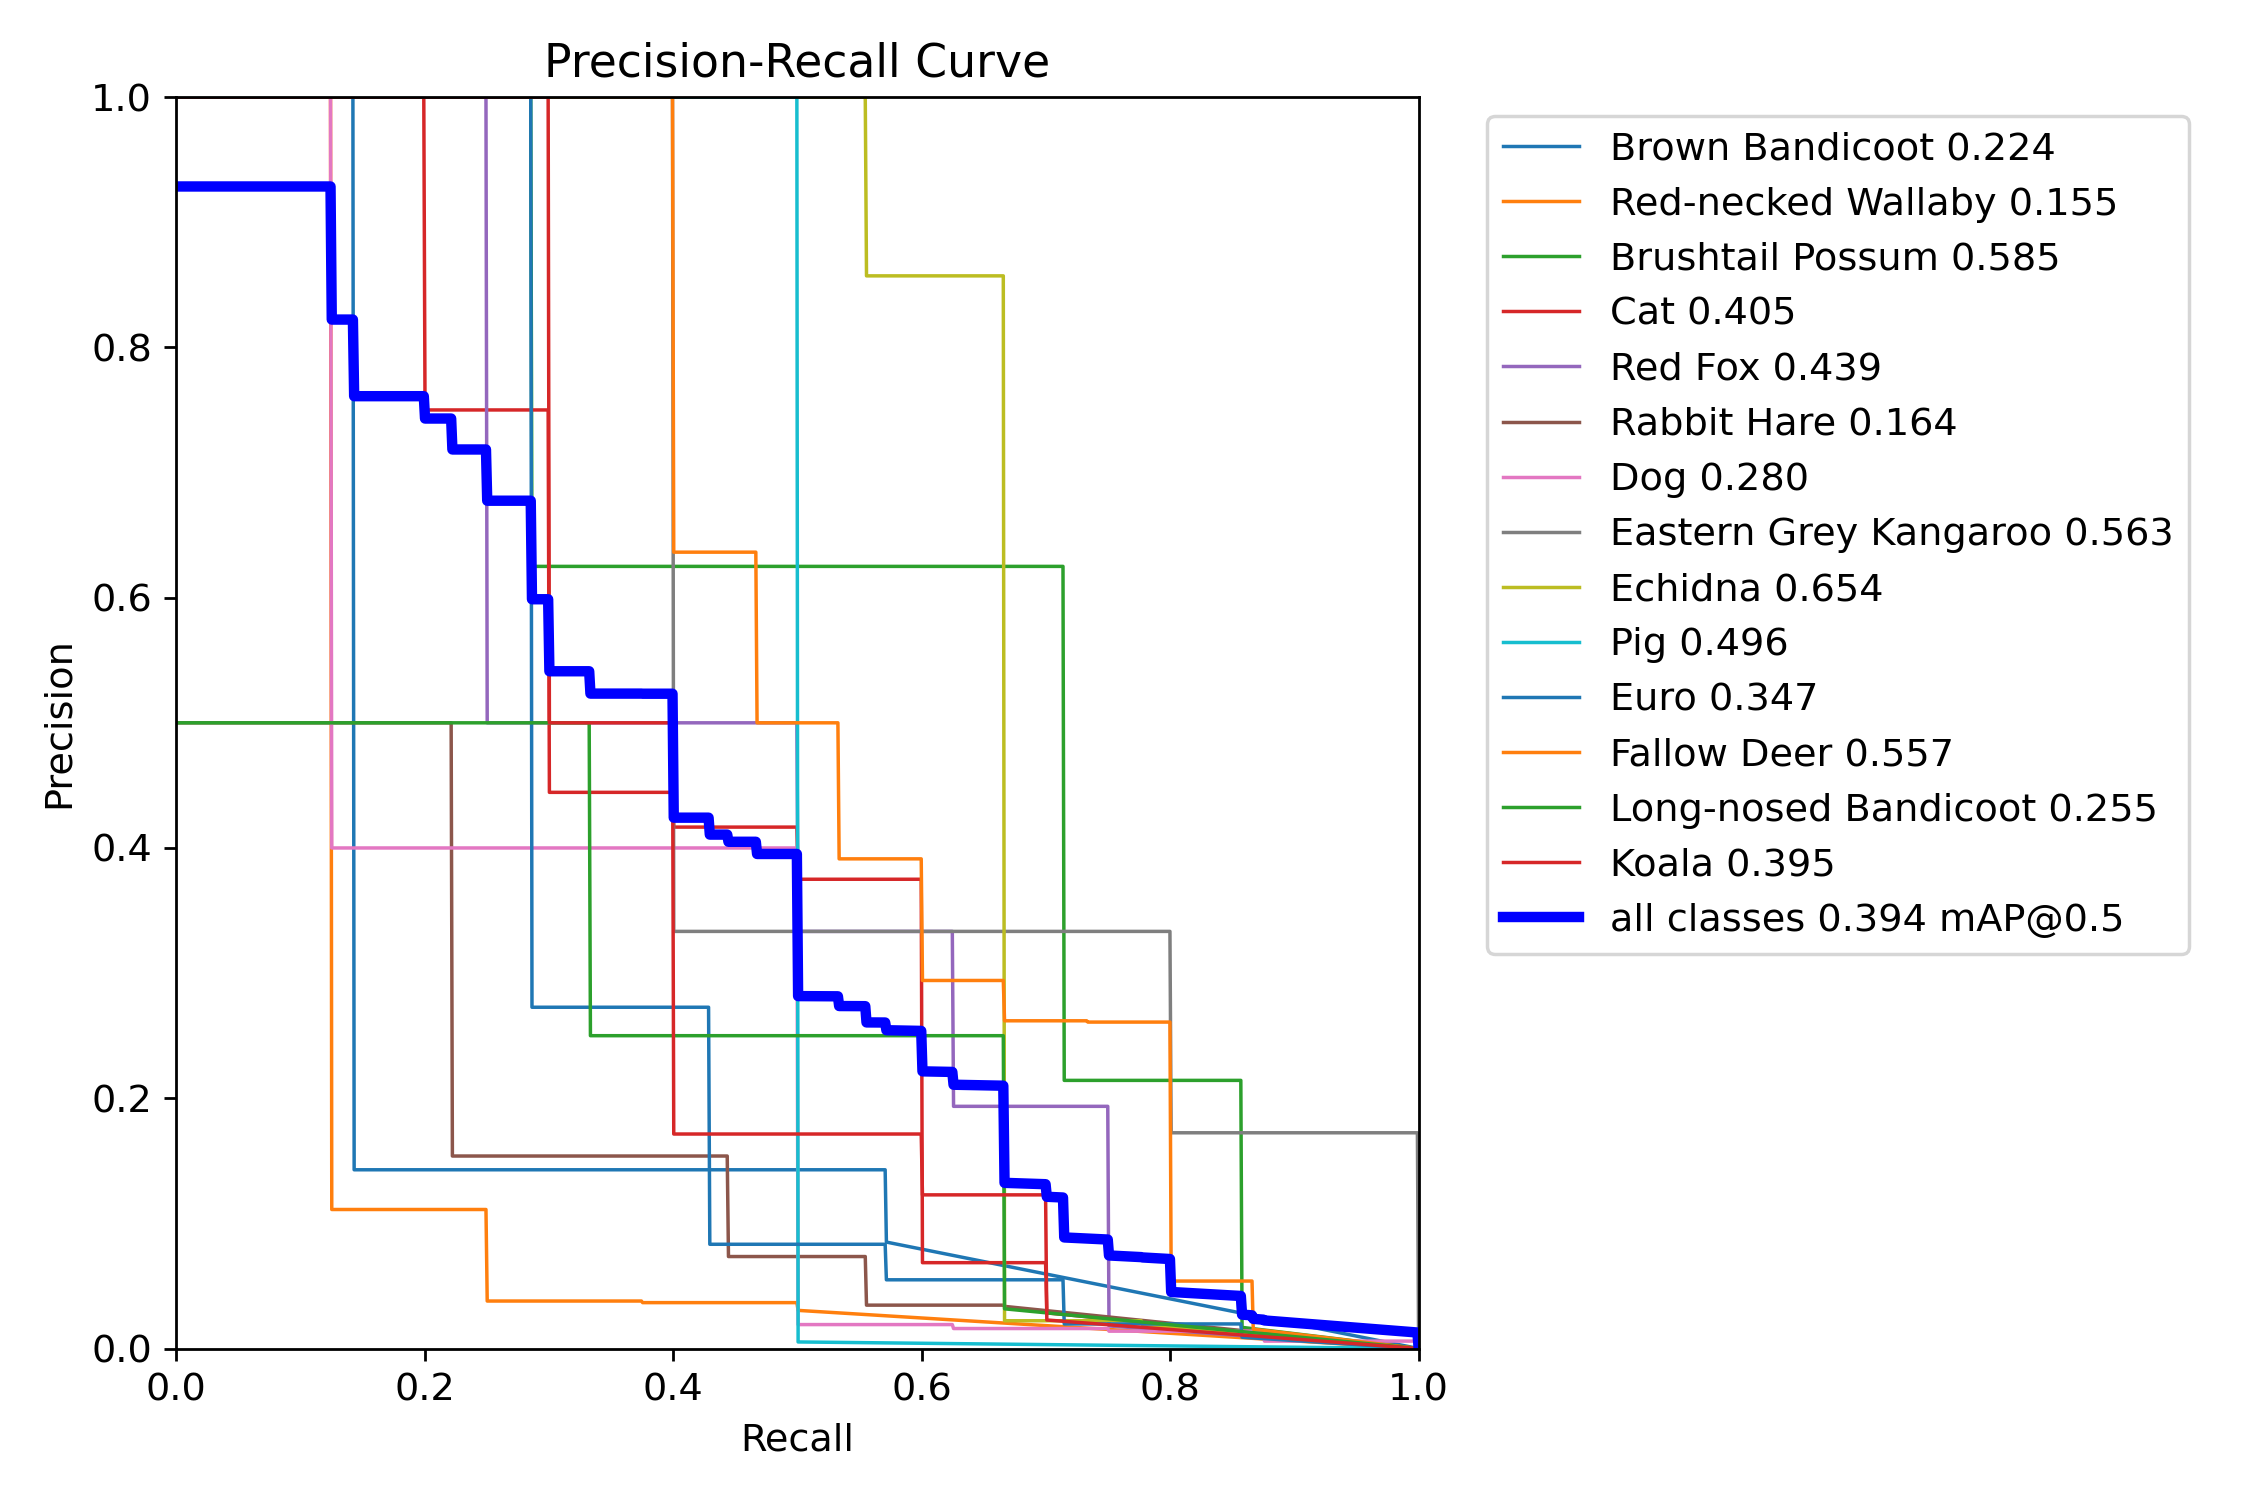 Precision-Recall Curve
1.0
0.8
0.6
0.4
0.2
0.0
Precision
0.0 0.2 0.4 0.6 0.8 1.0
Recall
Brown Bandicoot 0.224
Red-necked Wallaby 0.155
Brushtail Possum 0.585
Cat 0.405
Red Fox 0.439
Rabbit Hare 0.164
Dog 0.280
Eastern Grey Kangaroo 0.563
Echidna 0.654
Pig 0.496
Euro 0.347
Fallow Deer 0.557
Long-nosed Bandicoot 0.255
Koala 0.395
all classes 0.394 mAP@0.5